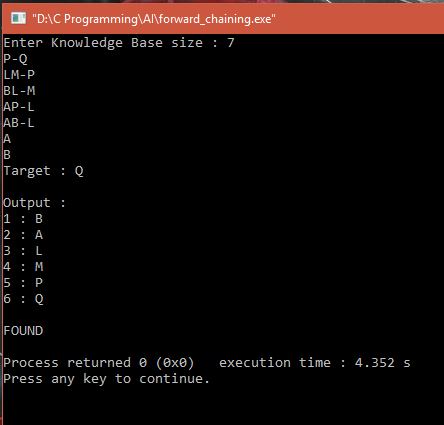 "D:\C Programming\AI\forward_chaining.exe"
Enter Knowledge Base size : 7
P-Q
LM-P
BL-M
AP-L
AB-L
A
B
Target : Q
Output :
1 : B
2 : A
3 : L
4 : M
5 : P
6 : Q
FOUND
Process returned 0 (0x0)   execution time : 4.352 s
Press any key to continue.